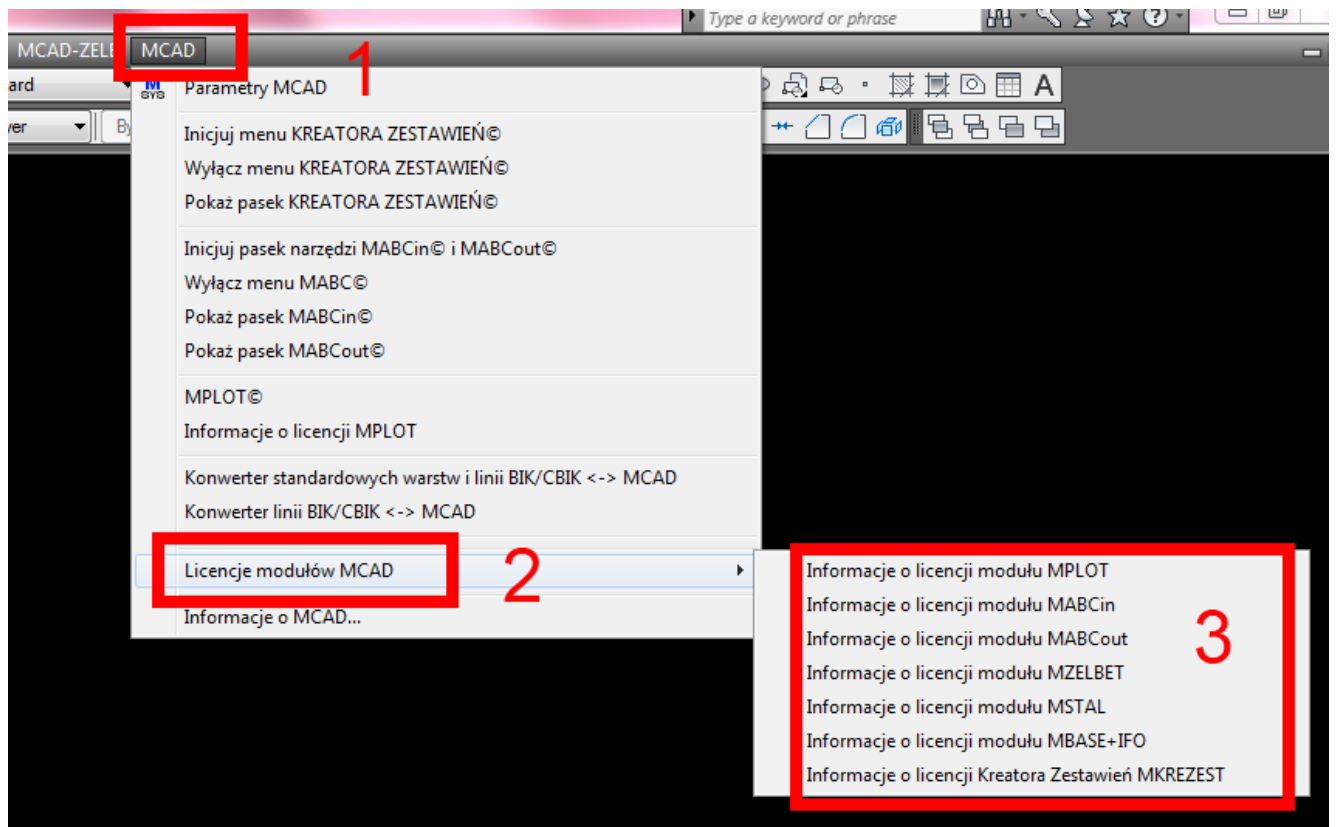 Type a keyword or phrase
MCAD-ZELB MCAD
1
ard
M
SYS
Parametry MCAD
A
yer
By
Inicjuj menu KREATORA ZESTAWIEŃ©
Wyłącz menu KREATORA ZESTAWIEŃ©
Pokaż pasek KREATORA ZESTAWIEŃ©
Inicjuj pasek narzędzi MABCin© i MABCout©
Wyłącz menu MABC©
Pokaż pasek MABCin©
Pokaż pasek MABCout©
MPLOT©
Informacje o licencji MPLOT
Konwerter standardowych warstw i linii BIK/CBIK <-> MCAD
Konwerter linii BIK/CBIK <-> MCAD
Licencje modułów MCAD
2
Informacje o MCAD...
Informacje o licencji modułu MPLOT
Informacje o licencji modułu MABCin
Informacje o licencji modułu MABCout
3
Informacje o licencji modułu MZELBET
Informacje o licencji modułu MSTAL
Informacje o licencji modułu MBASE+IFO
Informacje o licencji Kreatora Zestawień MKREZEST